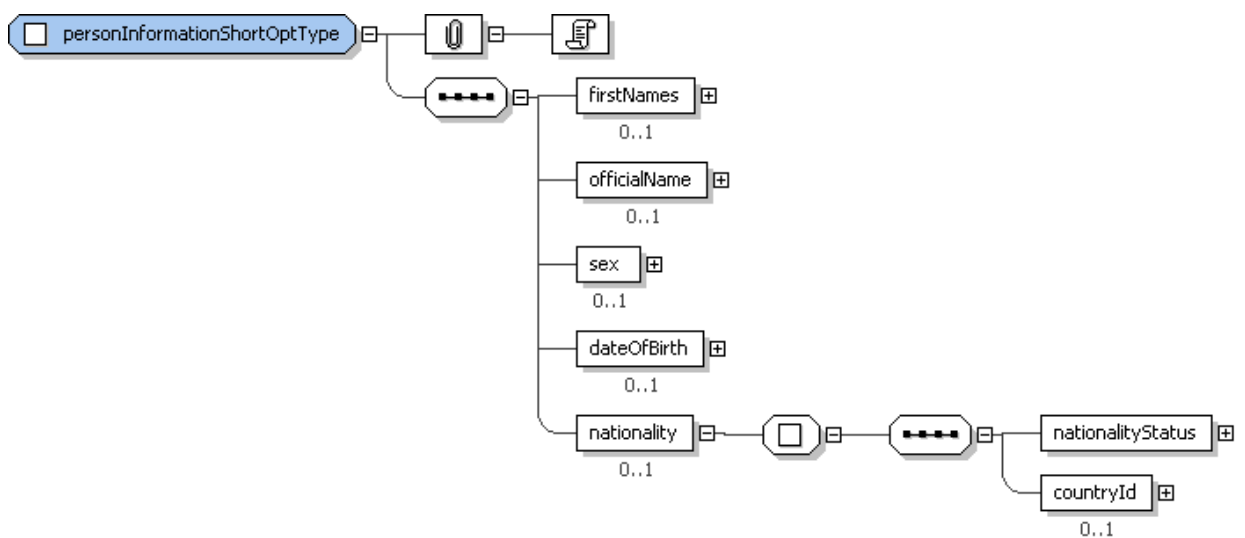 personInformationShortOptType
firstNames
0..1
officialName
0..1
sex
0..1
dateOfBirth
0..1
nationality
0..1
nationalityStatus
countryId
0..1